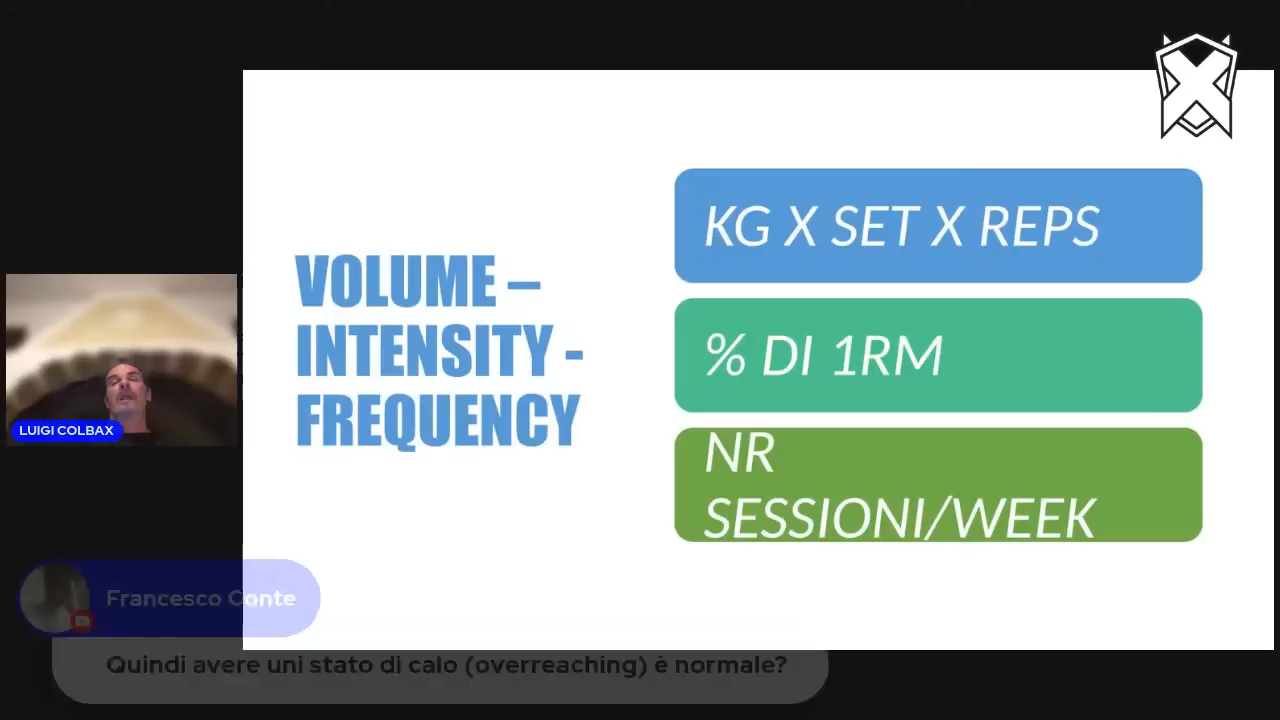 VOLUME –
INTENSITY -
FREQUENCY
KG X SET X REPS
% DI 1RM
NR
SESSIONI/WEEK
LUIGI COLBAX
Francesco Conte
Quindi avere uni stato di calo (overreaching) è normale?